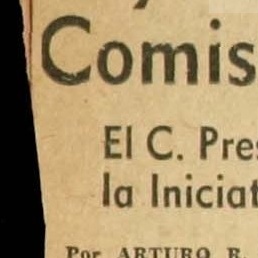 Comis
El C. Pres
la Iniciat
Por ARTURO R.